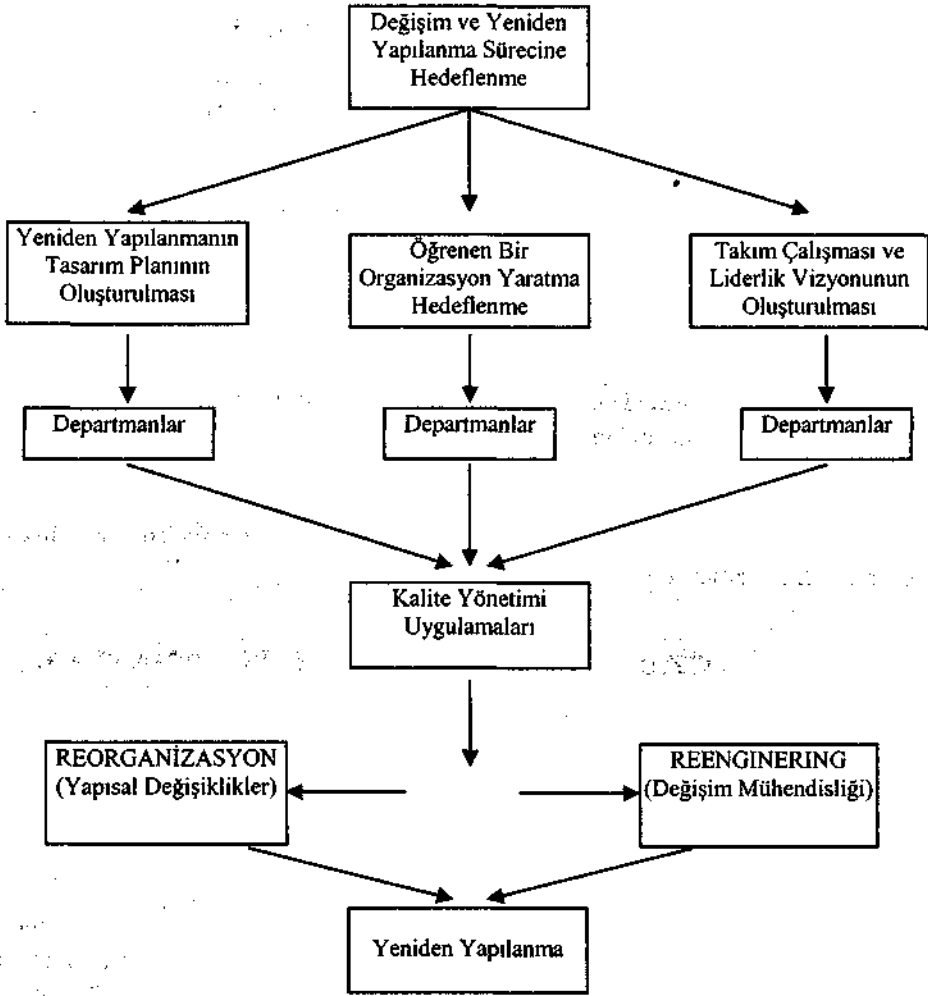 Değişim ve Yeniden
Yapılanma Sürecine
Hedeflenme
Yeniden Yapılanmanın
Tasarım Planının
Oluşturulması
Öğrenen Bir
Organizasyon Yaratma
Hedeflenme
Takım Çalışması ve
Liderlik Vizyonunun
Oluşturulması
Departmanlar
Departmanlar
Departmanlar
Kalite Yönetimi
Uygulamaları
REORGANİZASYON
(Yapısal Değişiklikler)
REENGINERING
(Değişim Mühendisliği)
Yeniden Yapılanma